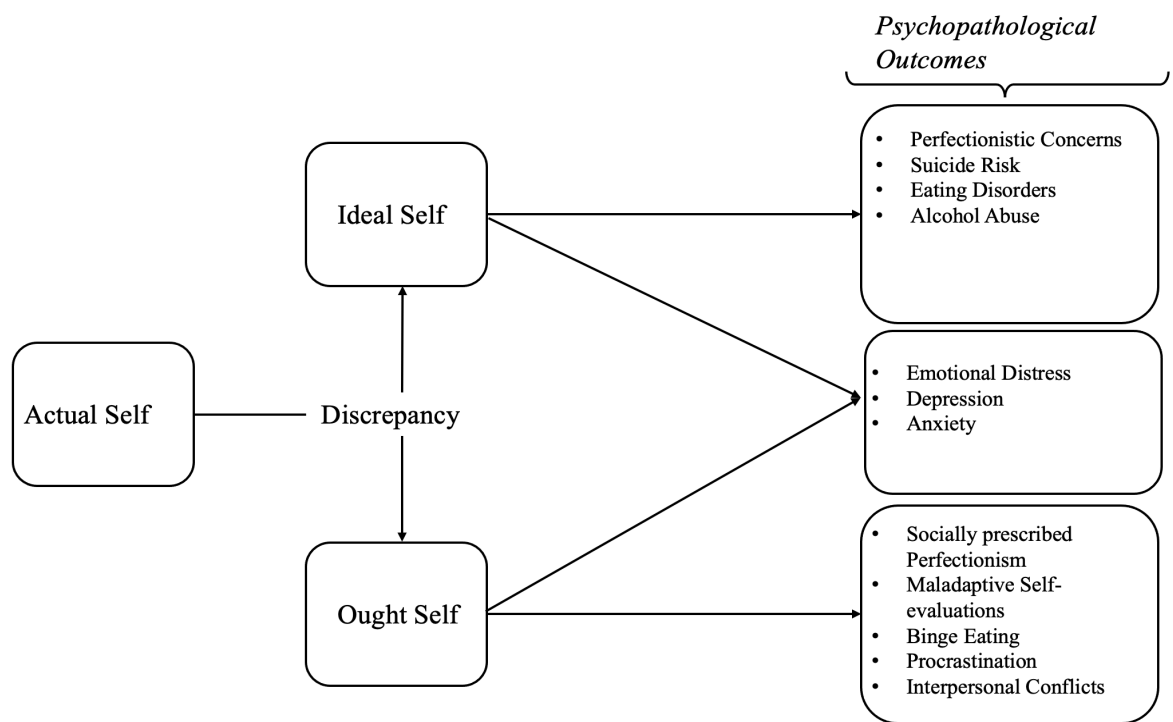 Psychopathological
Outcomes
• Perfectionistic Concerns
• Suicide Risk
• Eating Disorders
• Alcohol Abuse
Ideal Self
• Emotional Distress
• Depression
• Anxiety
Actual Self
Discrepancy
• Socially prescribed
Perfectionism
• Maladaptive Self-
evaluations
• Binge Eating
• Procrastination
• Interpersonal Conflicts
Ought Self